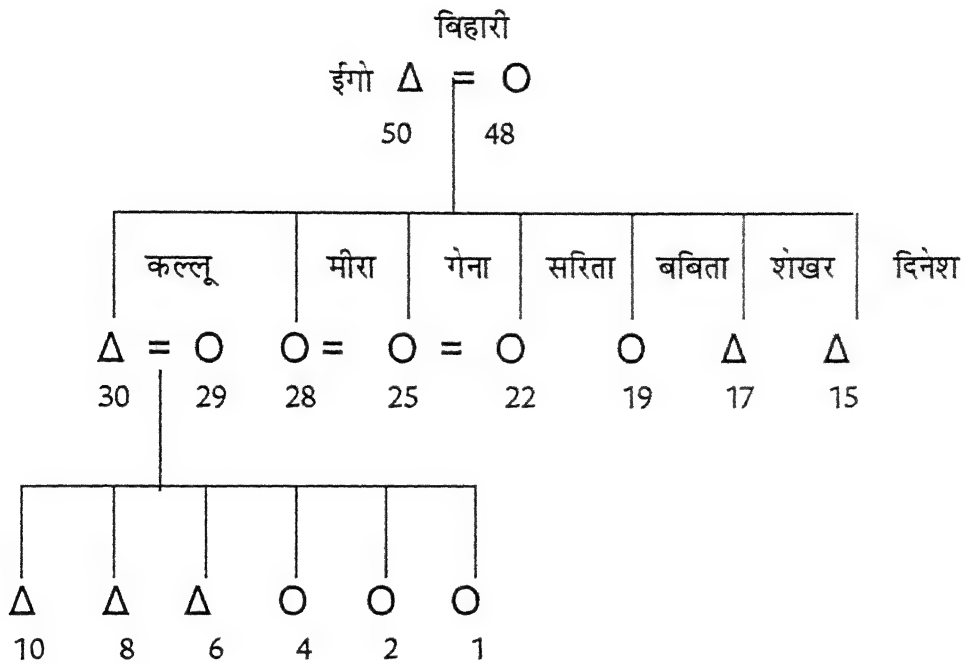 बिहारी
ईगो Δ = O
50 48
कल्लू मीरा गेना सरिता बबिता शेखर दिनेश
Δ = O O = O = O O Δ Δ
30 29 28 25 22 19 17 15
Δ Δ Δ O O O
10 8 6 4 2 1